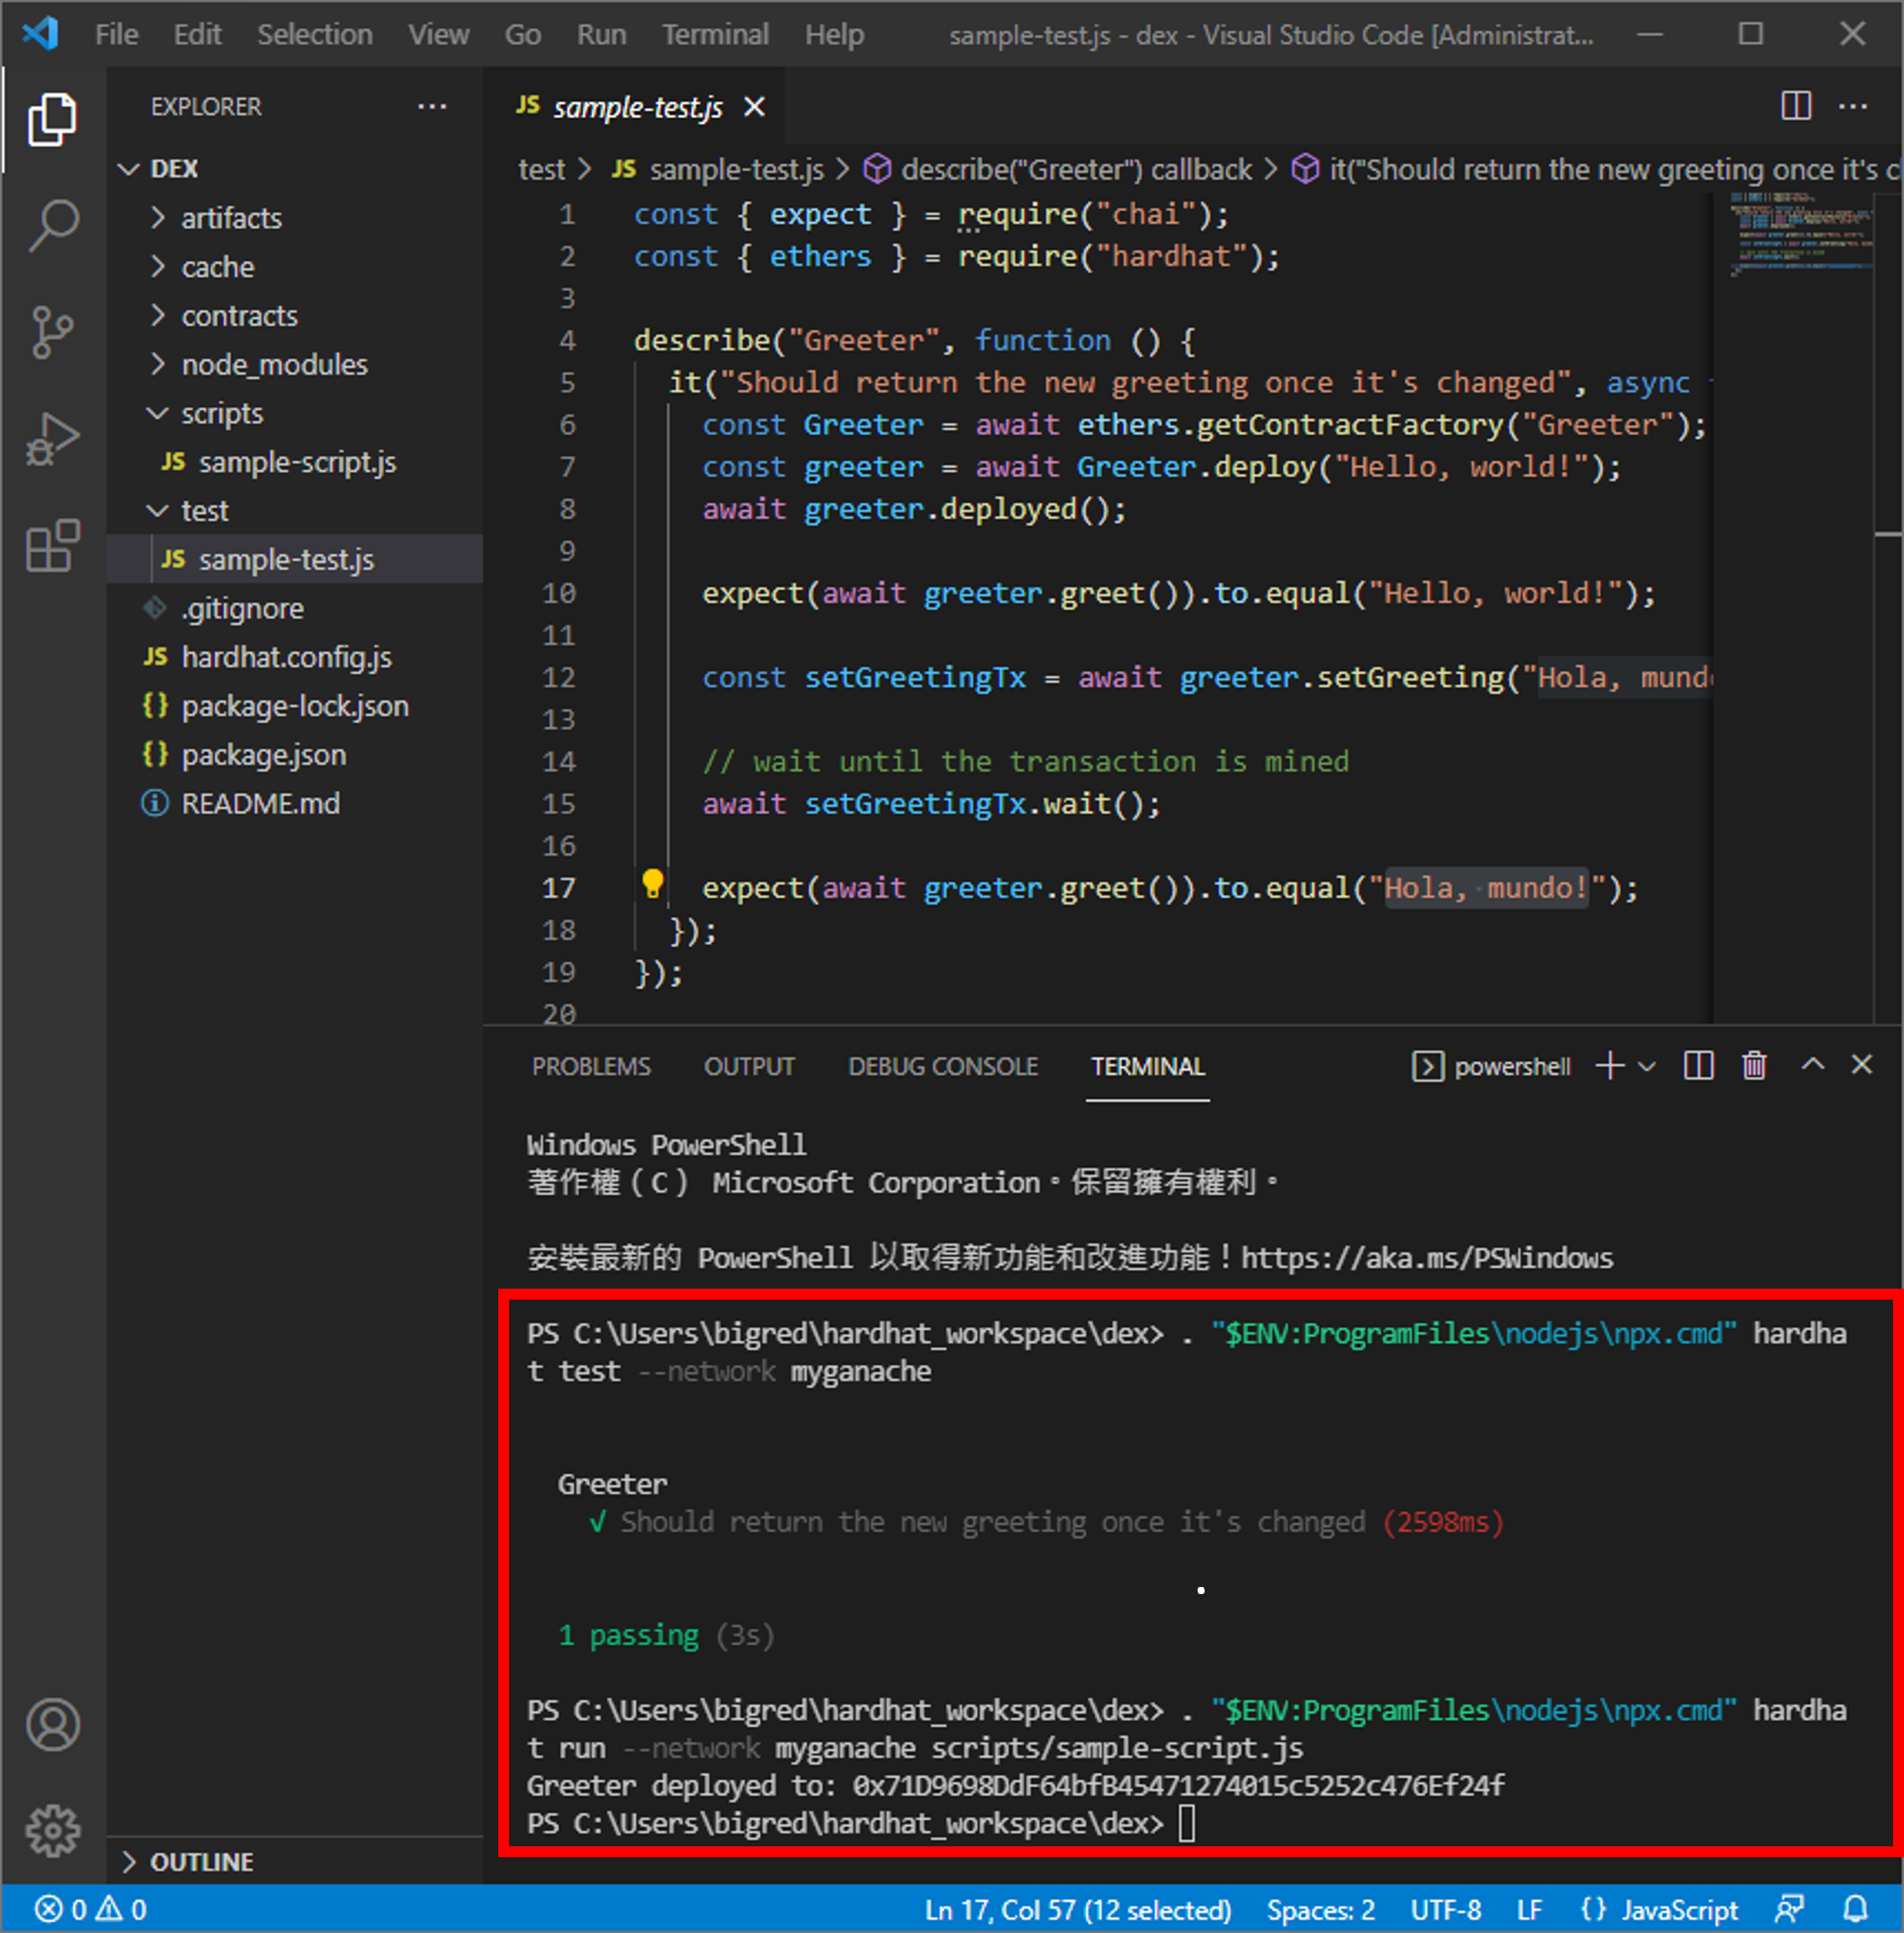 File Edit Selection View Go Run Terminal Help sample-test.js - dex - Visual Studio Code [Administrat...
EXPLORER ...
DEX
artifacts
cache
contracts
node_modules
scripts
JS sample-script.js
test
JS sample-test.js
.gitignore
JS hardhat.config.js
{} package-lock.json
{} package.json
README.md
OUTLINE
JS sample-test.js
test > JS sample-test.js > describe("Greeter") callback > it("Should return the new greeting once it's c
1 const { expect } = require("chai");
2 const { ethers } = require("hardhat");
3
4 describe("Greeter", function () {
5 it("Should return the new greeting once it's changed", async
6 const Greeter = await ethers.getContractFactory("Greeter");
7 const greeter = await Greeter.deploy("Hello, world!");
8 await greeter.deployed();
9
10 expect(await greeter.greet()).to.equal("Hello, world!");
11
12 const setGreetingTx = await greeter.setGreeting("Hola, mund
13
14 // wait until the transaction is mined
15 await setGreetingTx.wait();
16
17 expect(await greeter.greet()).to.equal("Hola, mundo!");
18 });
19 });
20
PROBLEMS OUTPUT DEBUG CONSOLE TERMINAL powershell
Windows PowerShell
著作權（C） Microsoft Corporation。保留擁有權利。
安裝最新的 PowerShell 以取得新功能和改進功能！https://aka.ms/PSWindows
PS C:\Users\bigred\hardhat_workspace\dex> . "$ENV:ProgramFiles\nodejs\npx.cmd" hardha
t test --network myganache
Greeter
√ Should return the new greeting once it's changed (2598ms)
1 passing (3s)
PS C:\Users\bigred\hardhat_workspace\dex> . "$ENV:ProgramFiles\nodejs\npx.cmd" hardha
t run --network myganache scripts/sample-script.js
Greeter deployed to: 0x71D9698DdF64bfB45471274015c5252c476Ef24f
PS C:\Users\bigred\hardhat_workspace\dex>
0 0 Ln 17, Col 57 (12 selected) Spaces: 2 UTF-8 LF {} JavaScript